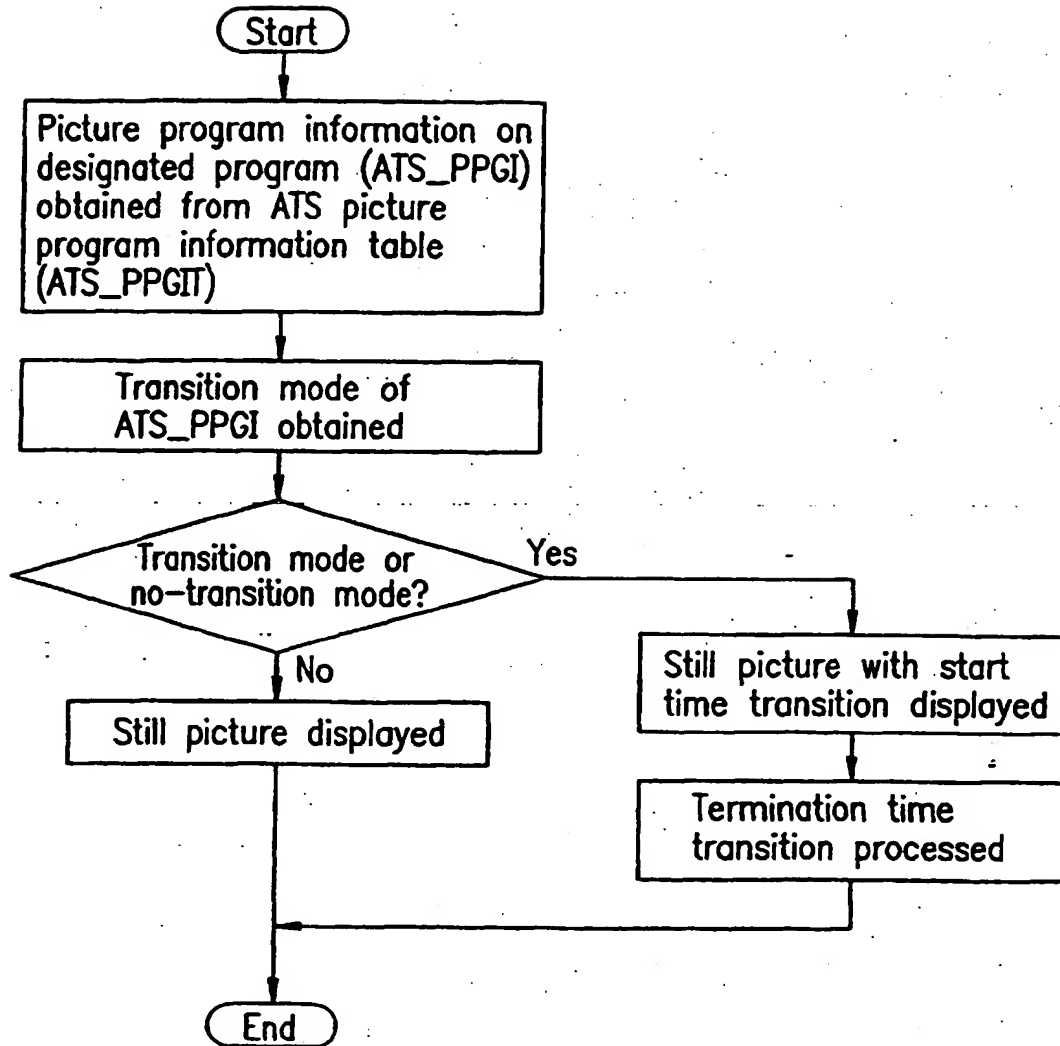 Start
Picture program information on
designated program (ATS_PPGI)
obtained from ATS picture
program information table
(ATS_PPGIT)
Transition mode of
ATS_PPGI obtained
Transition mode or
no-transition mode?
Yes
No
Still picture displayed
Still picture with start
time transition displayed
Termination time
transition processed
End